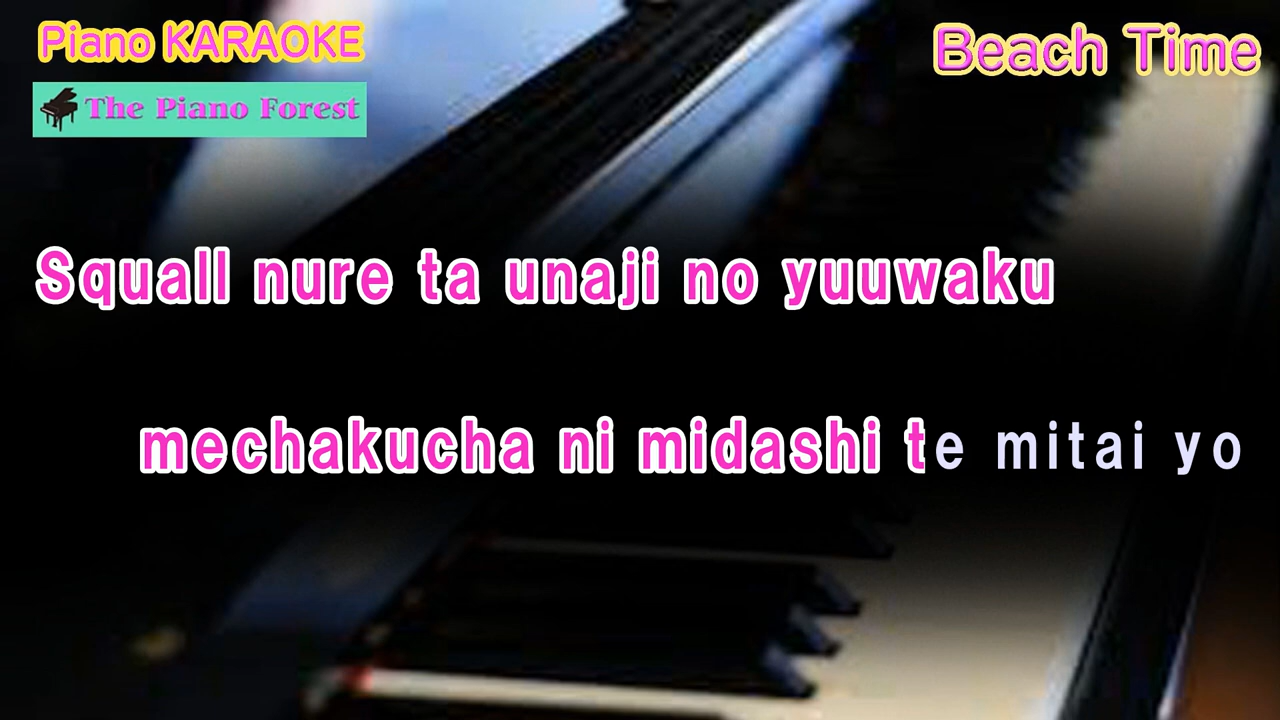 Piano KARAOKE
Beach Time
The Piano Forest
Squall nure ta unaji no yuuwaku
mechakucha ni midashi te mitai yo